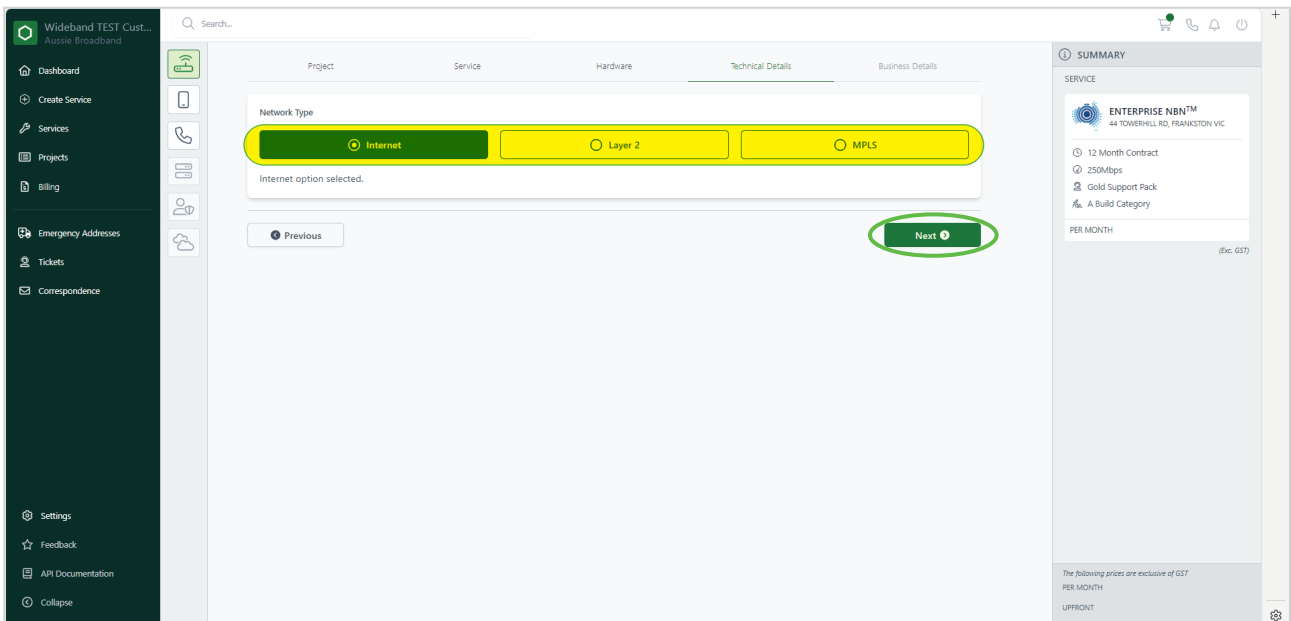 Wideband TEST Cust...
Aussie Broadband
Dashboard
Create Service
Services
Projects
Billing
Emergency Addresses
Tickets
Correspondence
Settings
Feedback
API Documentation
Collapse
Search...
Project
Service
Hardware
Technical Details
Business Details
Network Type
Internet
Layer 2
MPLS
Internet option selected.
Previous
Next
SUMMARY
SERVICE
ENTERPRISE NBN™
44 TOWERHILL RD, FRANKSTON VIC
12 Month Contract
250Mbps
Gold Support Pack
A Build Category
PER MONTH
(Exc. GST)
The following prices are exclusive of GST
PER MONTH
UPFRONT